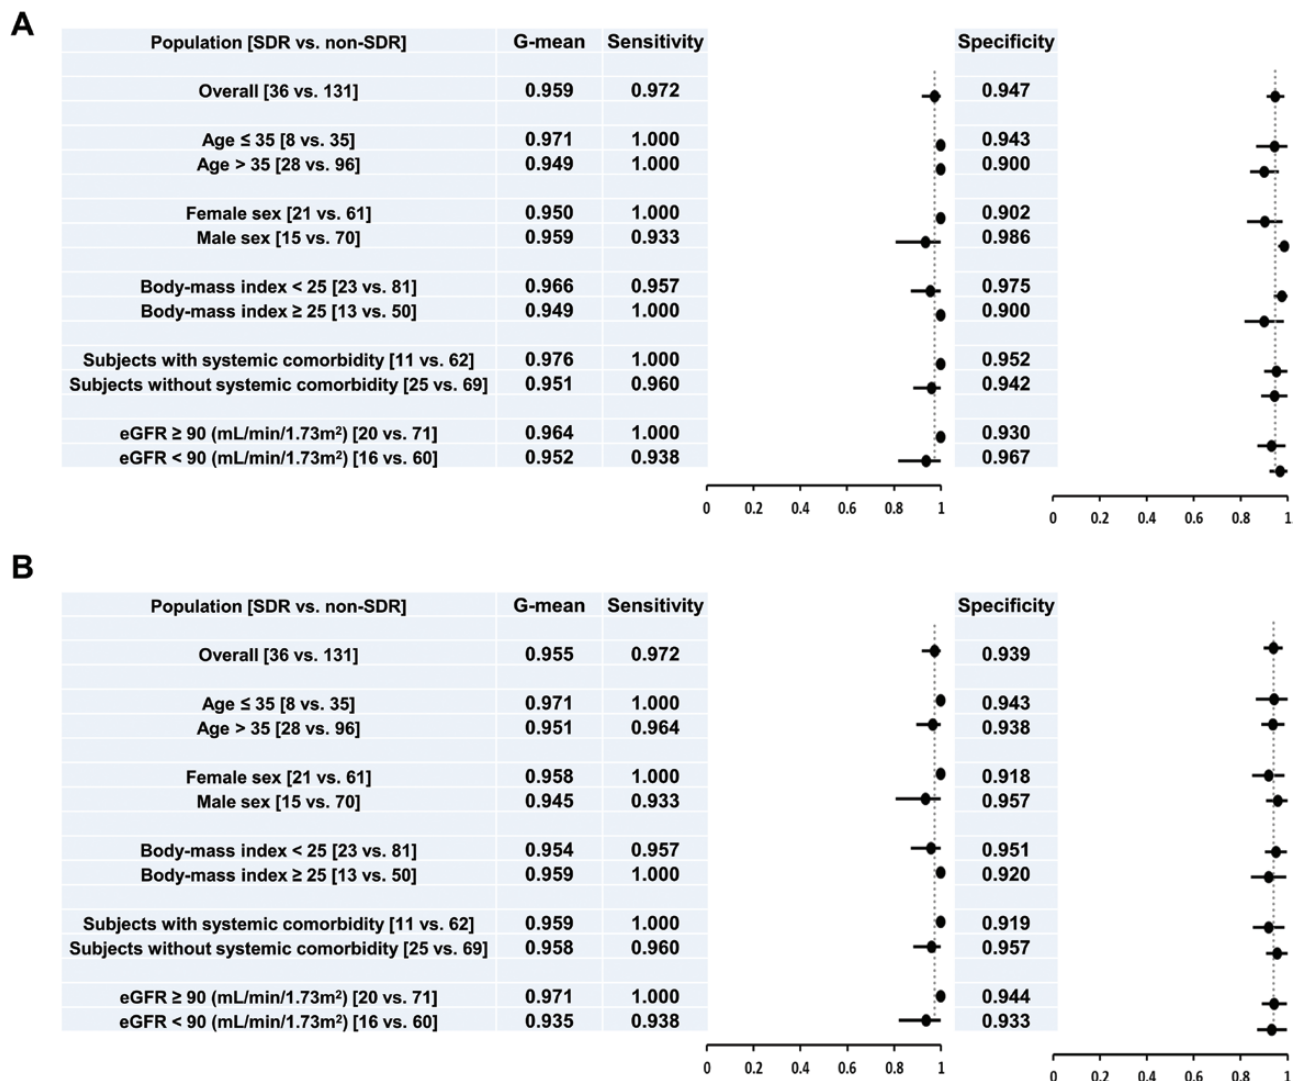 A
Population [SDR vs. non-SDR] G-mean Sensitivity Specificity
Overall [36 vs. 131] 0.959 0.972 0.947
Age ≤ 35 [8 vs. 35] 0.971 1.000 0.943
Age > 35 [28 vs. 96] 0.949 1.000 0.900
Female sex [21 vs. 61] 0.950 1.000 0.902
Male sex [15 vs. 70] 0.959 0.933 0.986
Body-mass index < 25 [23 vs. 81] 0.966 0.957 0.975
Body-mass index ≥ 25 [13 vs. 50] 0.949 1.000 0.900
Subjects with systemic comorbidity [11 vs. 62] 0.976 1.000 0.952
Subjects without systemic comorbidity [25 vs. 69] 0.951 0.960 0.942
eGFR ≥ 90 (mL/min/1.73m²) [20 vs. 71] 0.964 1.000 0.930
eGFR < 90 (mL/min/1.73m²) [16 vs. 60] 0.952 0.938 0.967
0 0.2 0.4 0.6 0.8 1 0 0.2 0.4 0.6 0.8 1
B
Population [SDR vs. non-SDR] G-mean Sensitivity Specificity
Overall [36 vs. 131] 0.955 0.972 0.939
Age ≤ 35 [8 vs. 35] 0.971 1.000 0.943
Age > 35 [28 vs. 96] 0.951 0.964 0.938
Female sex [21 vs. 61] 0.958 1.000 0.918
Male sex [15 vs. 70] 0.945 0.933 0.957
Body-mass index < 25 [23 vs. 81] 0.954 0.957 0.951
Body-mass index ≥ 25 [13 vs. 50] 0.959 1.000 0.920
Subjects with systemic comorbidity [11 vs. 62] 0.959 1.000 0.919
Subjects without systemic comorbidity [25 vs. 69] 0.958 0.960 0.957
eGFR ≥ 90 (mL/min/1.73m²) [20 vs. 71] 0.971 1.000 0.944
eGFR < 90 (mL/min/1.73m²) [16 vs. 60] 0.935 0.938 0.933
0 0.2 0.4 0.6 0.8 1 0 0.2 0.4 0.6 0.8 1